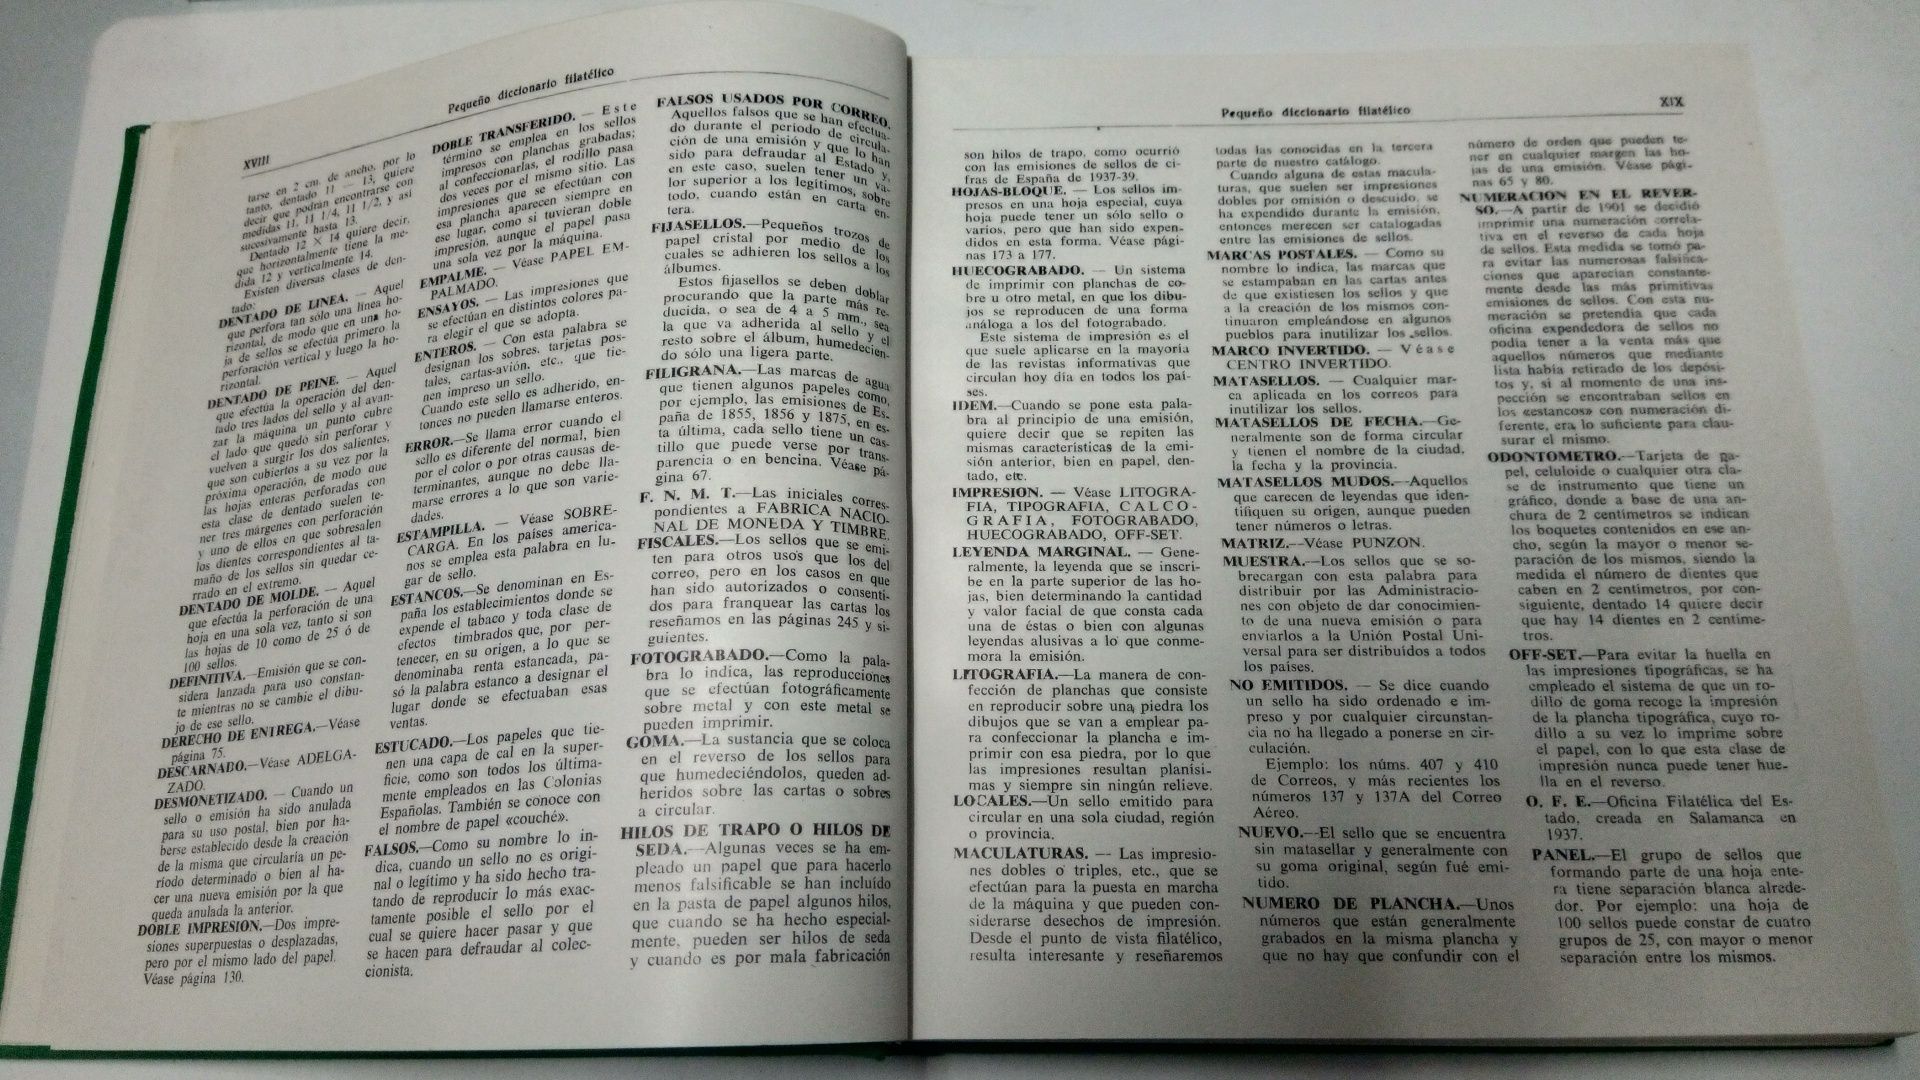 Pequeño diccionario filatélico
XVIII
tarse en 2 cm. de ancho, por lo
tanto, dentado 11 — 13, quiere
decir que podrán encontrarse con
medidas 11, 11 1/4, 11 1/2, y así
sucesivamente hasta 13.
Dentado 12 × 14 quiere decir,
que horizontalmente tiene la me-
dida 12 y verticalmente 14.
Existen diversas clases de den-
tado:
DENTADO DE LINEA. — Aquel
que perfora tan sólo una línea ho-
rizontal, de modo que en una ho-
ja de sellos se efectúa primero la
perforación vertical y luego la ho-
rizontal.
DENTADO DE PEINE. — Aquel
que efectúa la operación del den-
tado tres lados del sello y al avan-
zar la máquina un punto cubre
el lado que quedo sin perforar y
vuelven a surgir los dos salientes,
que son cubiertos a su vez por la
próxima operación, de modo que
las hojas enteras perforadas con
esta clase de dentado suelen te-
ner tres márgenes con perforación
y uno de ellos en que sobresalen
los dientes correspondientes al ta-
maño de los sellos sin quedar ce-
rrado en el extremo.
DENTADO DE MOLDE. — Aquel
que efectúa la perforación de una
hoja en una sola vez, tanto si son
las hojas de 10 como de 25 ó de
100 sellos.
DEFINITIVA.—Emisión que se con-
sidera lanzada para uso constan-
te mientras no se cambie el dibu-
jo de ese sello.
DERECHO DE ENTREGA.—Véase
página 75.
DESCARNADO.—Véase ADELGA-
ZADO.
DESMONETIZADO. — Cuando un
sello o emisión ha sido anulada
para su uso postal, bien por ha-
berse establecido desde la creación
de la misma que circularía un pe-
ríodo determinado o bien al ha-
cer una nueva emisión por la que
queda anulada la anterior.
DOBLE IMPRESION.—Dos impre-
siones superpuestas o desplazadas,
pero por el mismo lado del papel.
Véase página 130.
DOBLE TRANSFERIDO. — Este
término se emplea en los sellos
impresos con planchas grabadas;
al confeccionarlas, el rodillo pasa
dos veces por el mismo sitio. Las
impresiones que se efectúan con
esa plancha aparecen siempre en
ese lugar, como si tuvieran doble
impresión, aunque el papel pasa
una sola vez por la máquina.
EMPALME. — Véase PAPEL EM-
PALMADO.
ENSAYOS. — Las impresiones que
se efectúan en distintos colores pa-
ra elegir el que se adopta.
ENTEROS. — Con esta palabra se
designan los sobres, tarjetas pos-
tales, cartas-avión, etc., que tie-
nen impreso un sello.
Cuando este sello es adherido, en-
tonces no pueden llamarse enteros.
ERROR.—Se llama error cuando el
sello es diferente del normal, bien
por el color o por otras causas de-
terminantes, aunque no debe lla-
marse errores a lo que son varie-
dades.
ESTAMPILLA. — Véase SOBRE-
CARGA. En los países america-
nos se emplea esta palabra en lu-
gar de sello.
ESTANCOS.—Se denominan en Es-
paña los establecimientos donde se
expende el tabaco y toda clase de
efectos timbrados que, por per-
tenecer, en su origen, a lo que se
denominaba renta estancada, pa-
só la palabra estanco a designar el
lugar donde se efectuaban esas
ventas.
ESTUCADO.—Los papeles que tie-
nen una capa de cal en la super-
ficie, como son todos los última-
mente empleados en las Colonias
Españolas. También se conoce con
el nombre de papel «couché».
FALSOS.—Como su nombre lo in-
dica, cuando un sello no es origi-
nal o legítimo y ha sido hecho tra-
tando de reproducir lo más exac-
tamente posible el sello por el
cual se quiere hacer pasar y que
se hacen para defraudar al colec-
cionista.
FALSOS USADOS POR CORREO.
Aquellos falsos que se han efectua-
do durante el período de circula-
ción de una emisión y que lo han
sido para defraudar al Estado y,
en este caso, suelen tener un va-
lor superior a los legítimos, sobre
todo, cuando están en carta en-
tera.
FIJASELLOS.—Pequeños trozos de
papel cristal por medio de los
cuales se adhieren los sellos a los
álbumes.
Estos fijasellos se deben doblar
procurando que la parte más re-
ducida, o sea de 4 a 5 mm., sea
la que va adherida al sello y el
resto sobre el álbum, humedecien-
do sólo una ligera parte.
FILIGRANA.—Las marcas de agua
que tienen algunos papeles como,
por ejemplo, las emisiones de Es-
paña de 1855, 1856 y 1875, en es-
ta última, cada sello tiene un cas-
tillo que puede verse por trans-
parencia o en bencina. Véase pá-
gina 67.
F. N. M. T.—Las iniciales corres-
pondientes a FABRICA NACIO-
NAL DE MONEDA Y TIMBRE.
FISCALES.—Los sellos que se emi-
ten para otros usos que los del
correo, pero en los casos en que
han sido autorizados o consenti-
dos para franquear las cartas los
reseñamos en las páginas 245 y si-
guientes.
FOTOGRABADO.—Como la pala-
bra lo indica, las reproducciones
que se efectúan fotográficamente
sobre metal y con este metal se
pueden imprimir.
GOMA.—La sustancia que se coloca
en el reverso de los sellos para
que humedeciéndolos, queden ad-
heridos sobre las cartas o sobres
a circular.
HILOS DE TRAPO O HILOS DE
SEDA.—Algunas veces se ha em-
pleado un papel que para hacerlo
menos falsificable se han incluído
en la pasta de papel algunos hilos,
que cuando se ha hecho especial-
mente, pueden ser hilos de seda
y cuando es por mala fabricación
Pequeño diccionario filatélico
XIX
son hilos de trapo, como ocurrió
con las emisiones de sellos de ci-
fras de España de 1937-39.
HOJAS-BLOQUE. — Los sellos im-
presos en una hoja especial, cuya
hoja puede tener un sólo sello o
varios, pero que han sido expen-
didos en esta forma. Véase pági-
nas 173 a 177.
HUECOGRABADO. — Un sistema
de imprimir con planchas de co-
bre u otro metal, en que los dibu-
jos se reproducen de una forma
análoga a los del fotograbado.
Este sistema de impresión es el
que suele aplicarse en la mayoría
de las revistas informativas que
circulan hoy día en todos los paí-
ses.
IDEM.—Cuando se pone esta pala-
bra al principio de una emisión,
quiere decir que se repiten las
mismas características de la emi-
sión anterior, bien en papel, den-
tado, etc.
IMPRESION. — Véase LITOGRA-
FIA, TIPOGRAFIA, CALCO-
GRAFIA, FOTOGRABADO,
HUECOGRABADO, OFF-SET.
LEYENDA MARGINAL. — Gene-
ralmente, la leyenda que se inscri-
be en la parte superior de las ho-
jas, bien determinando la cantidad
y valor facial de que consta cada
una de éstas o bien con algunas
leyendas alusivas a lo que conme-
mora la emisión.
LITOGRAFIA.—La manera de con-
fección de planchas que consiste
en reproducir sobre una piedra los
dibujos que se van a emplear pa-
ra confeccionar la plancha e im-
primir con esa piedra, por lo que
las impresiones resultan planísi-
mas y siempre sin ningún relieve.
LOCALES.—Un sello emitido para
circular en una sola ciudad, región
o provincia.
MACULATURAS. — Las impresio-
nes dobles o triples, etc., que se
efectúan para la puesta en marcha
de la máquina y que pueden con-
siderarse desechos de impresión.
Desde el punto de vista filatélico,
resulta interesante y reseñaremos
todas las conocidas en la tercera
parte de nuestro catálogo.
Cuando alguna de estas macula-
turas, que suelen ser impresiones
dobles por omisión o descuido, se
ha expendido durante la emisión,
entonces merecen ser catalogadas
entre las emisiones de sellos.
MARCAS POSTALES. — Como su
nombre lo indica, las marcas que
se estampaban en las cartas antes
de que existiesen los sellos y que
a la creación de los mismos con-
tinuaron empleándose en algunos
pueblos para inutilizar los sellos.
MARCO INVERTIDO. — Véase
CENTRO INVERTIDO.
MATASELLOS. — Cualquier mar-
ca aplicada en los correos para
inutilizar los sellos.
MATASELLOS DE FECHA.—Ge-
neralmente son de forma circular
y tienen el nombre de la ciudad,
la fecha y la provincia.
MATASELLOS MUDOS.—Aquellos
que carecen de leyendas que iden-
tifiquen su origen, aunque pueden
tener números o letras.
MATRIZ.—Véase PUNZON.
MUESTRA.—Los sellos que se so-
brecargan con esta palabra para
distribuir por las Administracio-
nes con objeto de dar conocimien-
to de una nueva emisión o para
enviarlos a la Unión Postal Uni-
versal para ser distribuídos a todos
los países.
NO EMITIDOS. — Se dice cuando
un sello ha sido ordenado e im-
preso y por cualquier circunstan-
cia no ha llegado a ponerse en cir-
culación.
Ejemplo: los núms. 407 y 410
de Correos, y más recientes los
números 137 y 137A del Correo
Aéreo.
NUEVO.—El sello que se encuentra
sin matasellar y generalmente con
su goma original, según fué emi-
tido.
NUMERO DE PLANCHA.—Unos
números que están generalmente
grabados en la misma plancha y
que no hay que confundir con el
número de orden que pueden te-
ner en cualquier margen las ho-
jas de una emisión. Véase pági-
nas 65 y 80.
NUMERACION EN EL REVER-
SO.—A partir de 1901 se decidió
imprimir una numeración correla-
tiva en el reverso de cada hoja
de sellos. Esta medida se tomó pa-
ra evitar las numerosas falsifica-
ciones que aparecían constante-
mente desde las más primitivas
emisiones de sellos. Con esta nu-
meración se pretendía que cada
oficina expendedora de sellos no
podía tener a la venta más que
aquellos números que mediante
lista había retirado de los depósi-
tos y, si al momento de una ins-
pección se encontraban sellos en
los «estancos» con numeración di-
ferente, era lo suficiente para clau-
surar el mismo.
ODONTOMETRO.—Tarjeta de pa-
pel, celuloide o cualquier otra cla-
se de instrumento que tiene un
gráfico, donde a base de una an-
chura de 2 centímetros se indican
los boquetes contenidos en ese an-
cho, según la mayor o menor se-
paración de los mismos, siendo la
medida el número de dientes que
caben en 2 centímetros, por con-
siguiente, dentado 14 quiere decir
que hay 14 dientes en 2 centíme-
tros.
OFF-SET.—Para evitar la huella en
las impresiones tipográficas, se ha
empleado el sistema de que un ro-
dillo de goma recoge la impresión
de la plancha tipográfica, cuyo ro-
dillo a su vez lo imprime sobre
el papel, con lo que esta clase de
impresión nunca puede tener hue-
lla en el reverso.
O. F. E.—Oficina Filatélica del Es-
tado, creada en Salamanca en
1937.
PANEL.—El grupo de sellos que
formando parte de una hoja ente-
ra tiene separación blanca alrede-
dor. Por ejemplo: una hoja de
100 sellos puede constar de cuatro
grupos de 25, con mayor o menor
separación entre los mismos.